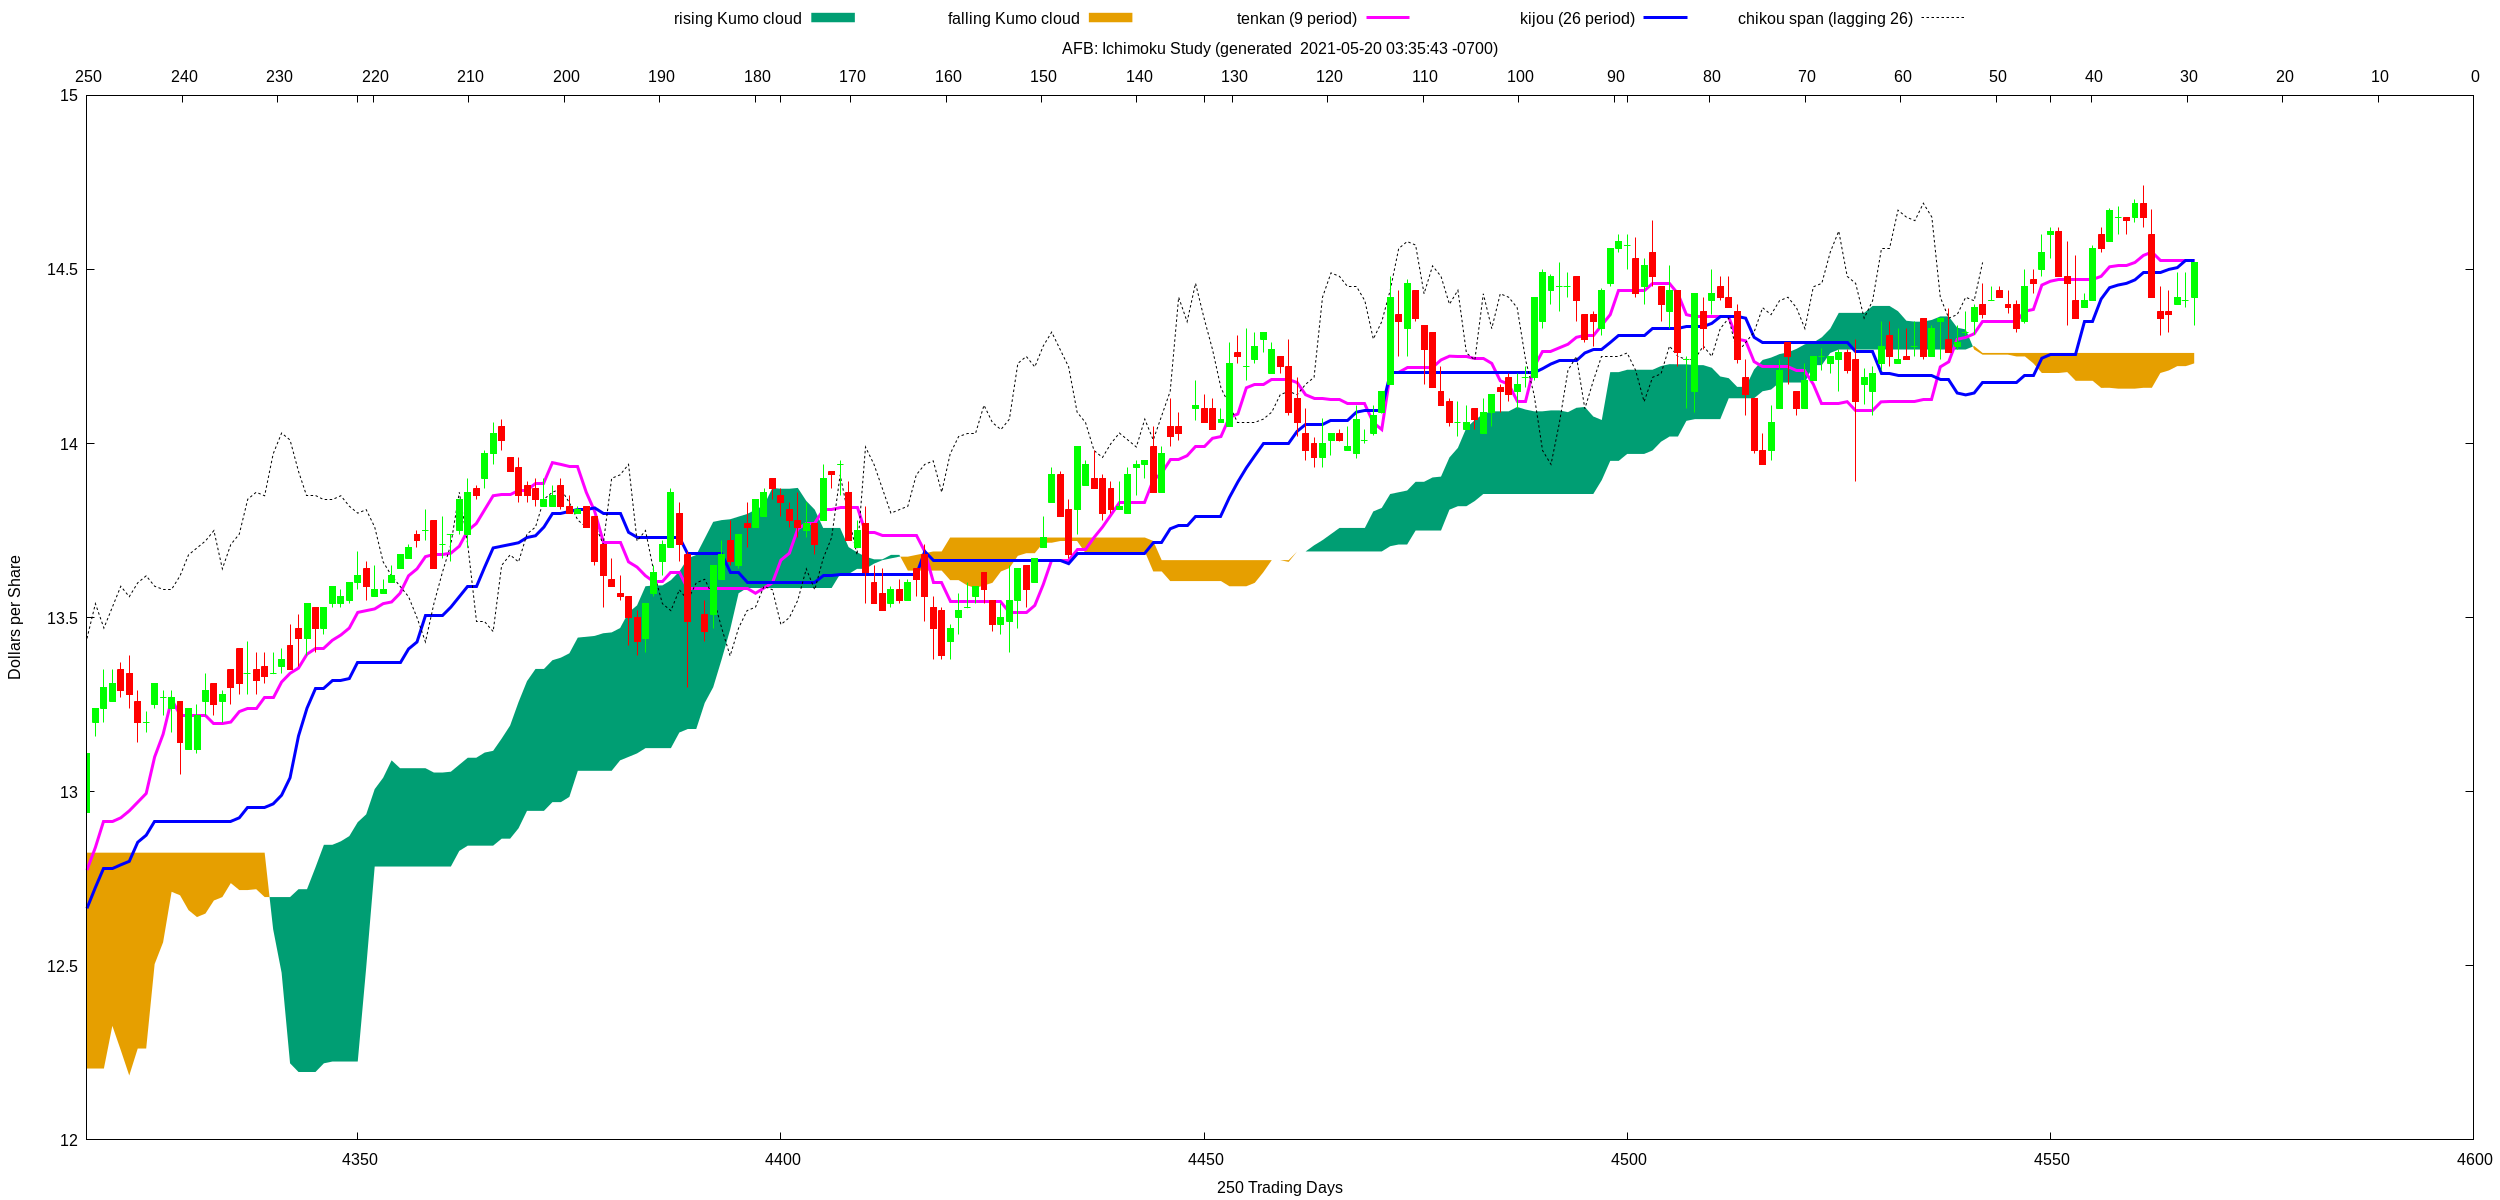 rising Kumo cloud falling Kumo cloud tenkan (9 period) kijou (26 period) chikou span (lagging 26)
AFB: Ichimoku Study (generated  2021-05-20 03:35:43 -0700)
250 240 230 220 210 200 190 180 170 160 150 140 130 120 110 100 90 80 70 60 50 40 30 20 10 0
15
14.5
14
13.5
13
12.5
12
Dollars per Share
4350 4400 4450 4500 4550 4600
250 Trading Days